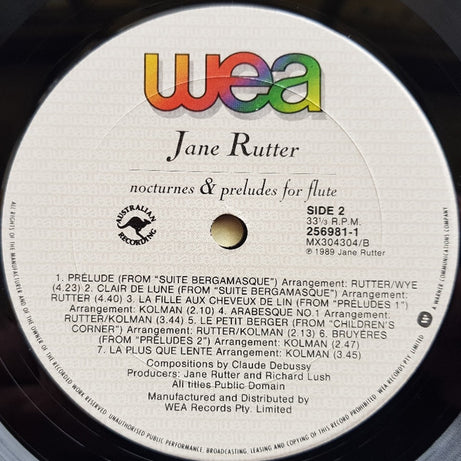 wea
Jane Rutter
nocturnes & preludes for flute
AUSTRALIAN
RECORDING
SIDE 2
33⅓ R.P.M.
256981-1
MX304304/B
℗ 1989 Jane Rutter
1. PRÉLUDE (FROM "SUITE BERGAMASQUE") Arrangement: RUTTER/WYE
(4.23) 2. CLAIR DE LUNE (FROM "SUITE BERGAMASQUE") Arrangement:
RUTTER (4.40) 3. LA FILLE AUX CHEVEUX DE LIN (FROM "PRÉLUDES 1")
Arrangement: KOLMAN (2.10) 4. ARABESQUE NO.1 Arrangement:
RUTTER/KOLMAN (3.44) 5. LE PETIT BERGER (FROM "CHILDREN'S
CORNER") Arrangement: RUTTER/KOLMAN (2.13) 6. BRUYÈRES
(FROM "PRÉLUDES 2") Arrangement: KOLMAN (2.47)
7. LA PLUS QUE LENTE Arrangement: KOLMAN (3.45)
Compositions by Claude Debussy
Producers: Jane Rutter and Richard Lush
All titles Public Domain
Manufactured and Distributed by
WEA Records Pty. Limited
ALL RIGHTS OF THE MANUFACTURER AND OF THE OWNER OF THE RECORDED WORK RESERVED. UNAUTHORISED PUBLIC PERFORMANCE, BROADCASTING, LEASING AND COPYING OF THIS RECORD PROHIBITED. WEA RECORDS PTY. LIMITED.
A WARNER COMMUNICATIONS COMPANY